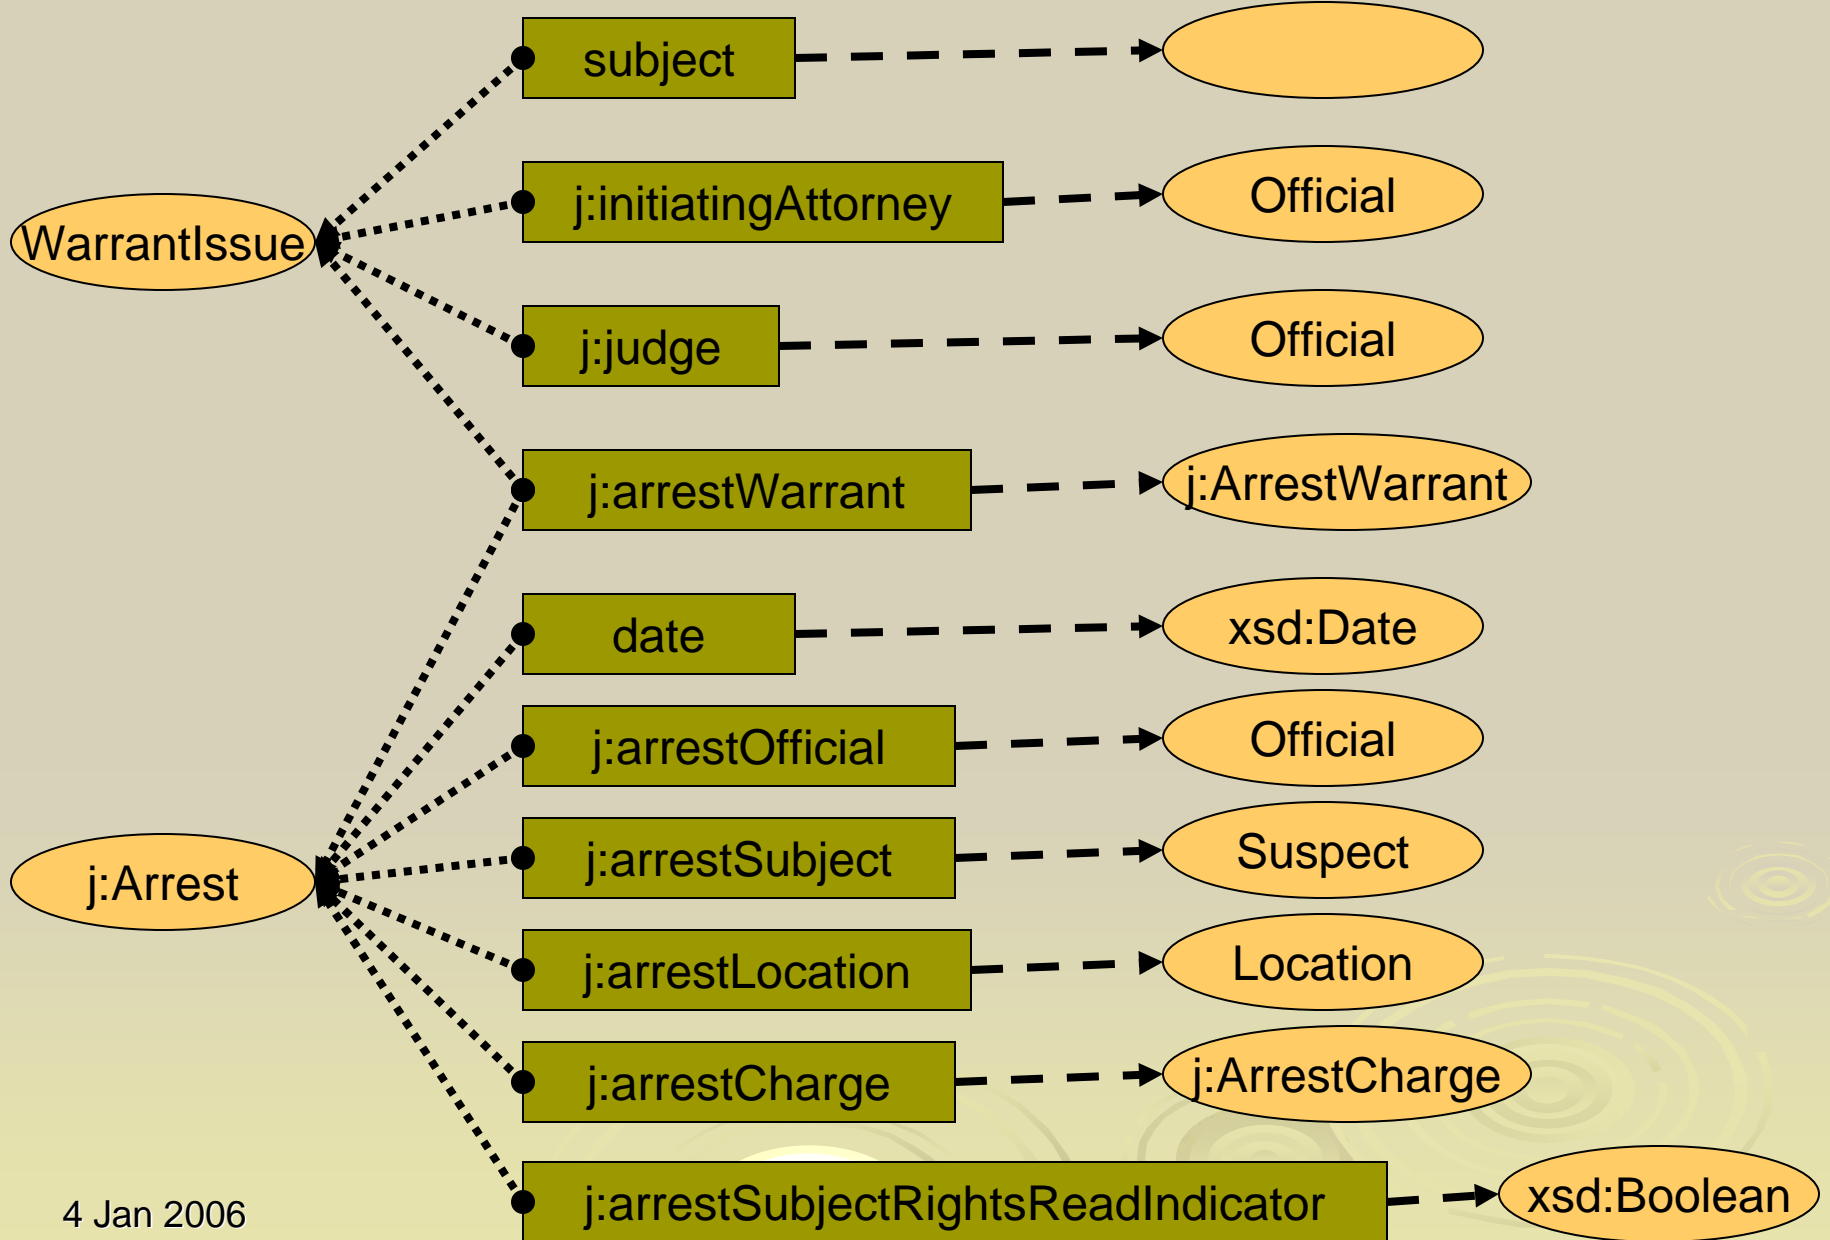 subject
j:initiatingAttorney
Official
WarrantIssue
j:judge
Official
j:arrestWarrant
j:ArrestWarrant
date
xsd:Date
j:arrestOfficial
Official
j:arrestSubject
Suspect
j:Arrest
j:arrestLocation
Location
j:arrestCharge
j:ArrestCharge
j:arrestSubjectRightsReadIndicator
xsd:Boolean
4 Jan 2006